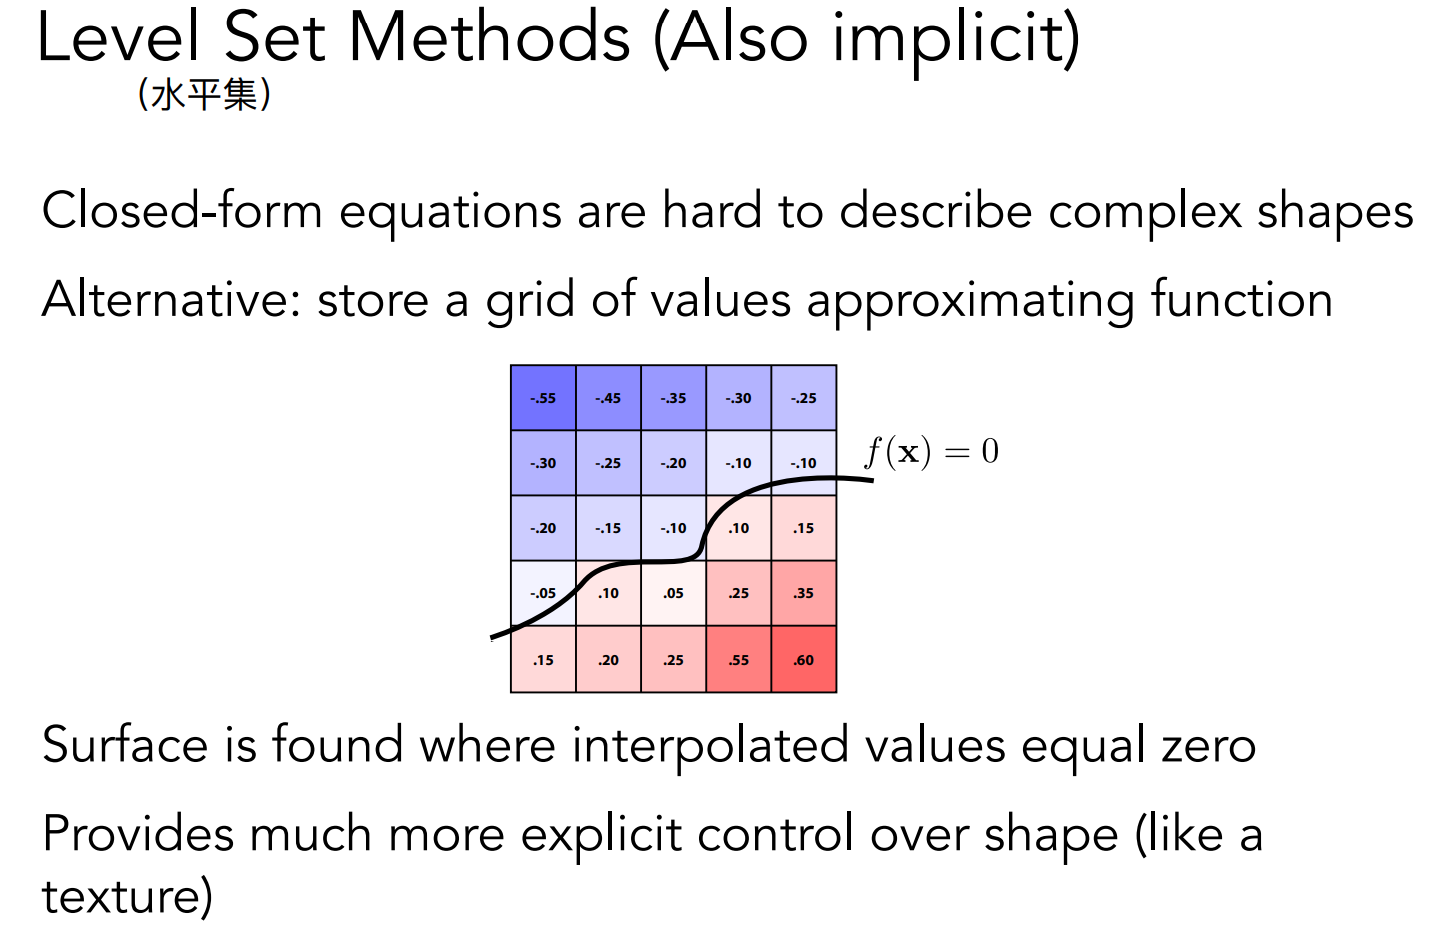 Level Set Methods (Also implicit)
(水平集)
Closed-form equations are hard to describe complex shapes
Alternative: store a grid of values approximating function
-.55 -.45 -.35 -.30 -.25
-.30 -.25 -.20 -.10 -.10 f(x) = 0
-.20 -.15 -.10 .10 .15
-.05 .10 .05 .25 .35
.15 .20 .25 .55 .60
Surface is found where interpolated values equal zero
Provides much more explicit control over shape (like a
texture)